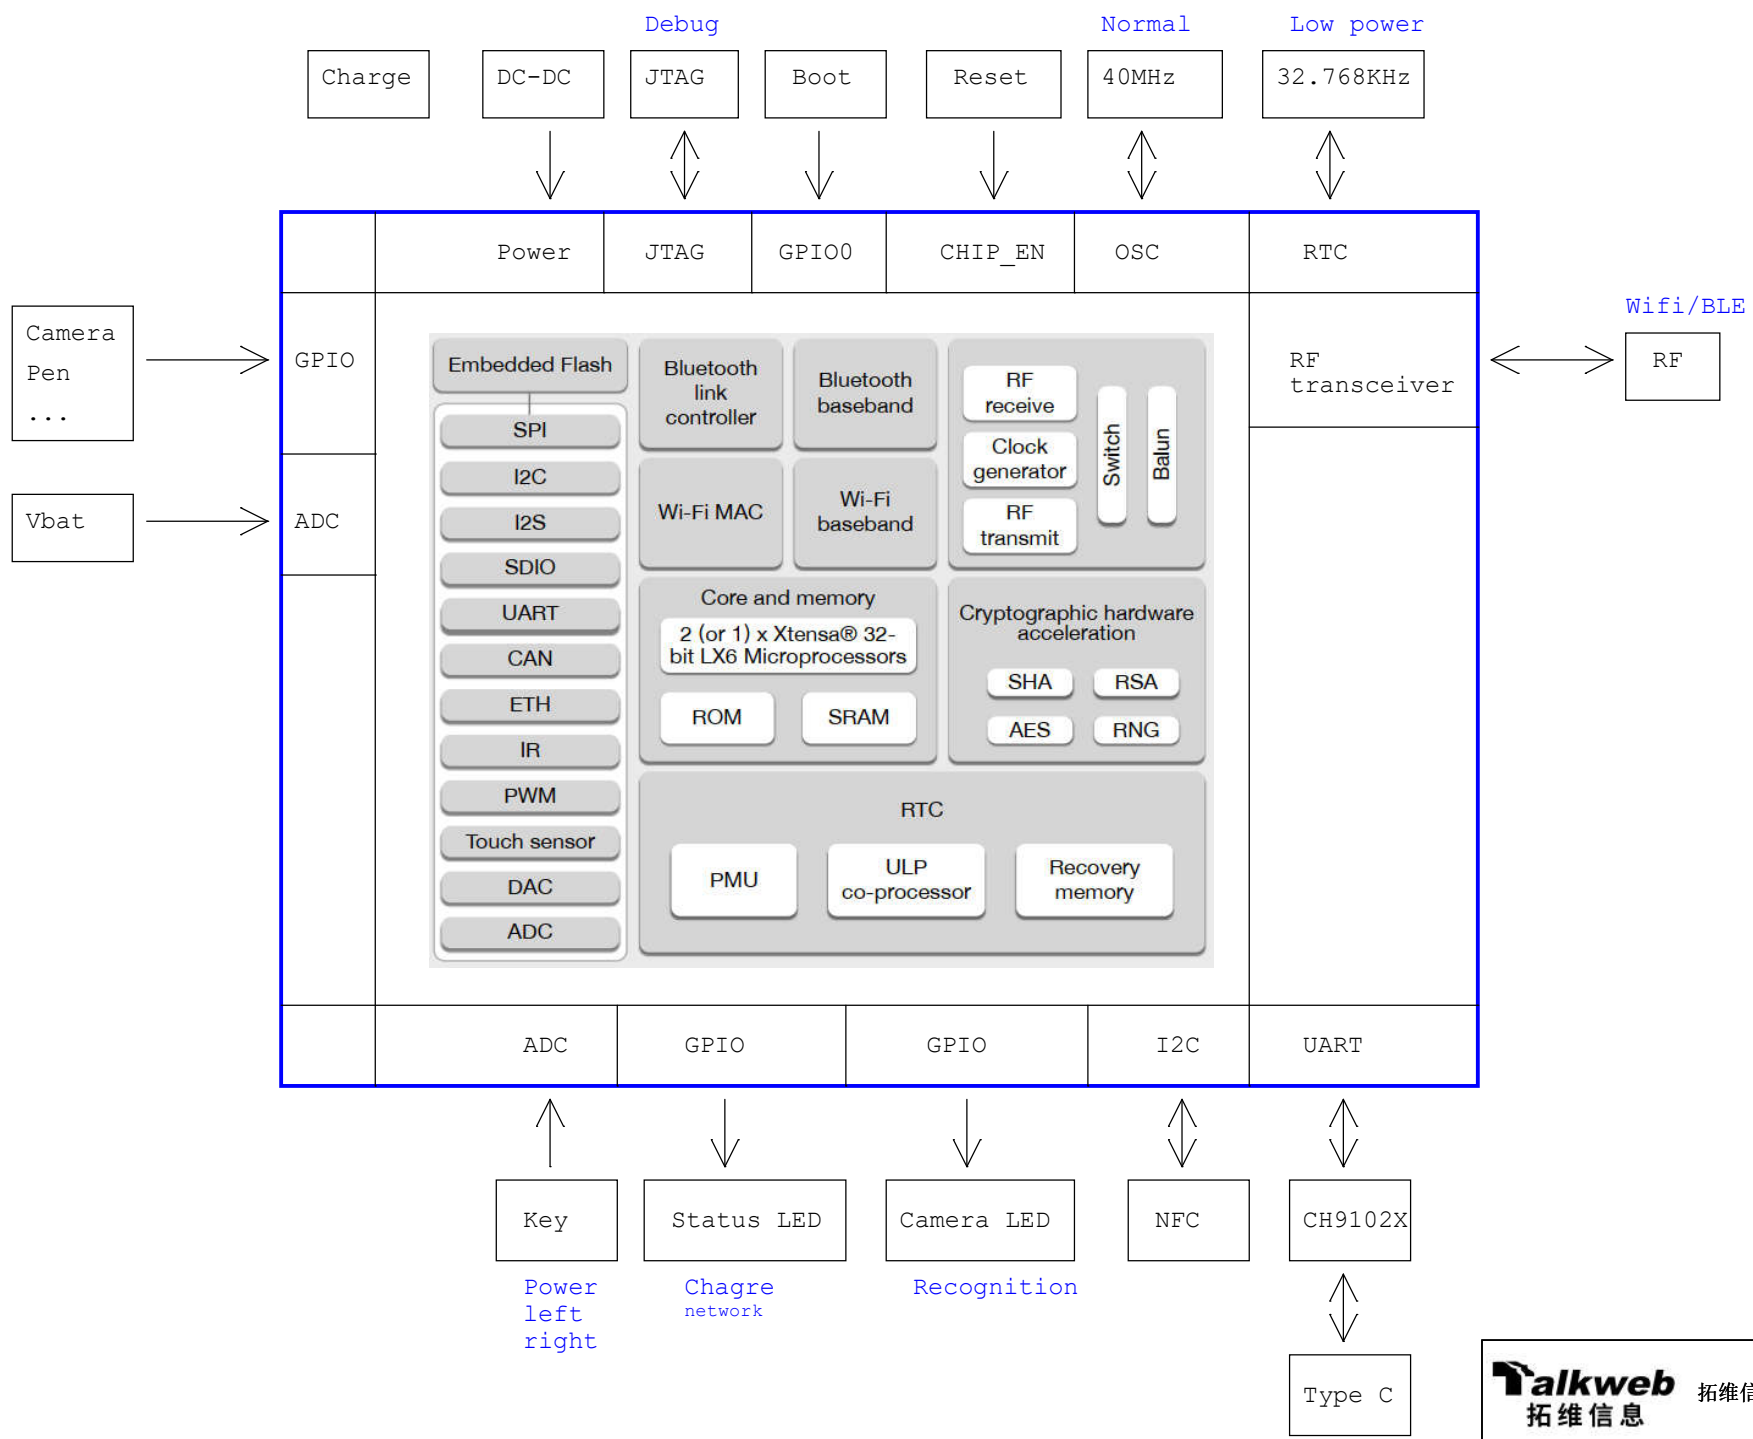 Debug
Normal
Low power
Charge
DC-DC
JTAG
Boot
Reset
40MHz
32.768KHz
Power
JTAG
GPIO0
CHIP_EN
OSC
RTC
Camera
Pen
...
GPIO
Vbat
ADC
Embedded Flash
SPI
I2C
I2S
SDIO
UART
CAN
ETH
IR
PWM
Touch sensor
DAC
ADC
Bluetooth
link
controller
Bluetooth
baseband
Wi-Fi MAC
Wi-Fi
baseband
RF
receive
Clock
generator
RF
transmit
Switch
Balun
Core and memory
2 (or 1) x Xtensa® 32-
bit LX6 Microprocessors
ROM
SRAM
Cryptographic hardware
acceleration
SHA
RSA
AES
RNG
RTC
PMU
ULP
co-processor
Recovery
memory
RF
transceiver
Wifi/BLE
RF
ADC
GPIO
GPIO
I2C
UART
Key
Status LED
Camera LED
NFC
CH9102X
Power
left
right
Chagre
network
Recognition
Type C
Talkweb
拓维信息
拓维信